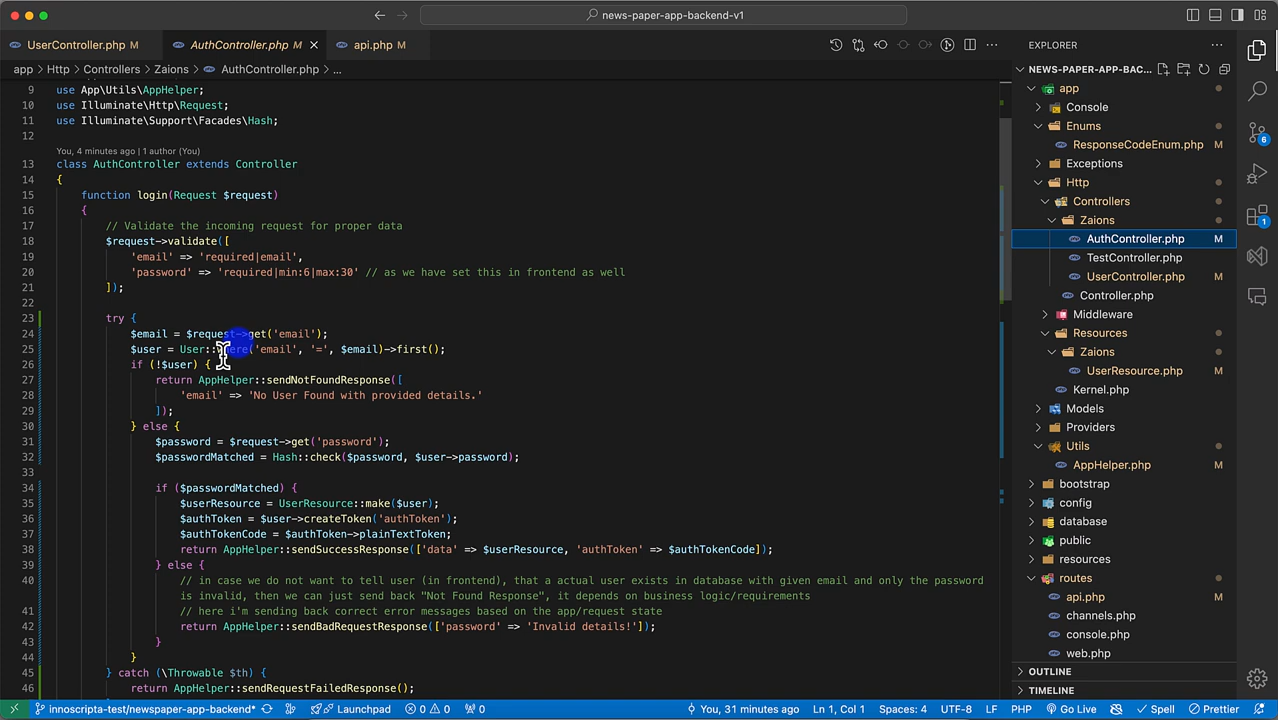 news-paper-app-backend-v1
UserController.php M
AuthController.php M
api.php M
app > Http > Controllers > Zaions > AuthController.php > ...
9 use App\Utils\AppHelper;
10 use Illuminate\Http\Request;
11 use Illuminate\Support\Facades\Hash;
12
You, 4 minutes ago | 1 author (You)
13 class AuthController extends Controller
14 {
15 function login(Request $request)
16 {
17 // Validate the incoming request for proper data
18 $request->validate([
19 'email' => 'required|email',
20 'password' => 'required|min:6|max:30' // as we have set this in frontend as well
21 ]);
22
23 try {
24 $email = $request->get('email');
25 $user = User::where('email', '=', $email)->first();
26 if (!$user) {
27 return AppHelper::sendNotFoundResponse([
28 'email' => 'No User Found with provided details.'
29 ]);
30 } else {
31 $password = $request->get('password');
32 $passwordMatched = Hash::check($password, $user->password);
33
34 if ($passwordMatched) {
35 $userResource = UserResource::make($user);
36 $authToken = $user->createToken('authToken');
37 $authTokenCode = $authToken->plainTextToken;
38 return AppHelper::sendSuccessResponse(['data' => $userResource, 'authToken' => $authTokenCode]);
39 } else {
40 // in case we do not want to tell user (in frontend), that a actual user exists in database with given email and only the password
is invalid, then we can just send back "Not Found Response", it depends on business logic/requirements
41 // here i'm sending back correct error messages based on the app/request state
42 return AppHelper::sendBadRequestResponse(['password' => 'Invalid details!']);
43 }
44 }
45 } catch (\Throwable $th) {
46 return AppHelper::sendRequestFailedResponse();
EXPLORER
NEWS-PAPER-APP-BAC...
app
Console
Enums
ResponseCodeEnum.php M
Exceptions
Http
Controllers
Zaions
AuthController.php M
TestController.php
UserController.php M
Controller.php
Middleware
Resources
Zaions
UserResource.php M
Kernel.php
Models
Providers
Utils
AppHelper.php M
bootstrap
config
database
public
resources
routes
api.php M
channels.php
console.php
web.php
OUTLINE
TIMELINE
6
1
innoscripta-test/newspaper-app-backend* Launchpad 0 0 0 You, 31 minutes ago Ln 1, Col 1 Spaces: 4 UTF-8 LF PHP Go Live Spell Prettier